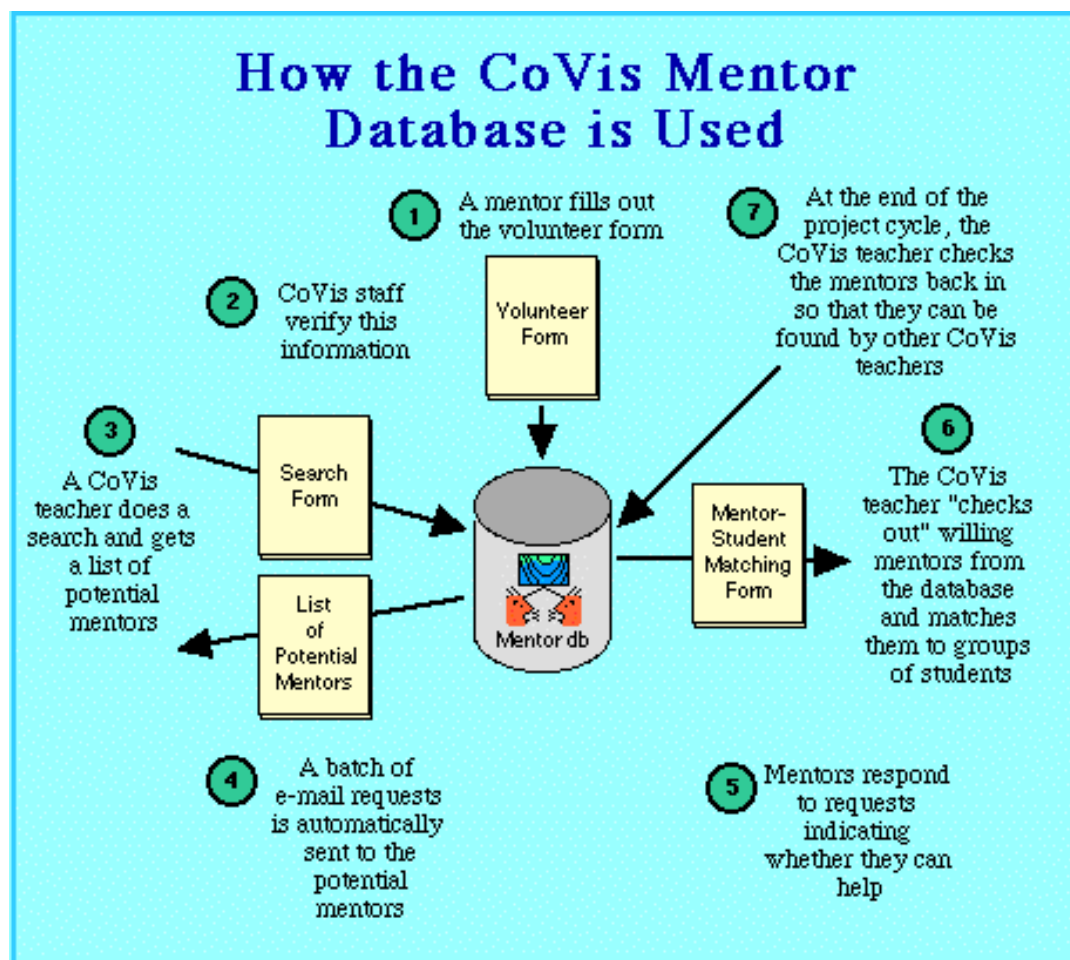 How the CoVis Mentor
Database is Used
1
A mentor fills out
the volunteer form
Volunteer
Form
2
CoVis staff
verify this
information
3
A CoVis
teacher does a
search and gets
a list of
potential
mentors
Search
Form
List
of
Potential
Mentors
Mentor db
4
A batch of
e-mail requests
is automatically
sent to the
potential
mentors
5
Mentors respond
to requests
indicating
whether they can
help
Mentor-
Student
Matching
Form
6
The CoVis
teacher "checks
out" willing
mentors from
the database
and matches
them to groups
of students
7
At the end of the
project cycle, the
CoVis teacher checks
the mentors back in
so that they can be
found by other CoVis
teachers